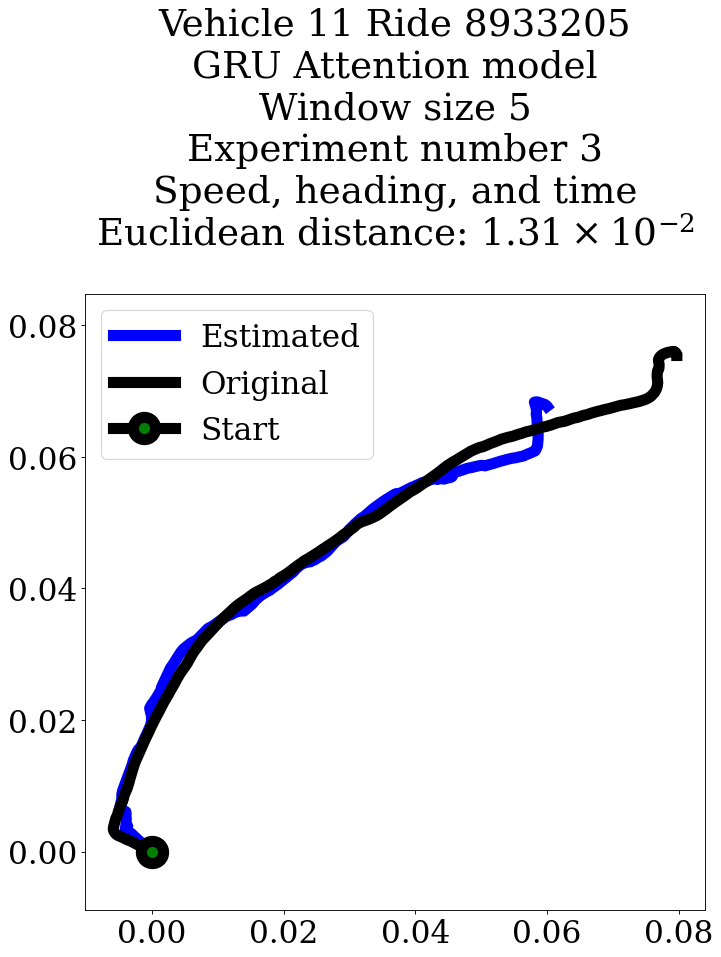 Vehicle 11 Ride 8933205
GRU Attention model
Window size 5
Experiment number 3
Speed, heading, and time
Euclidean distance: 1.31 × 10⁻²
Estimated
Original
Start
0.08
0.06
0.04
0.02
0.00
0.00 0.02 0.04 0.06 0.08